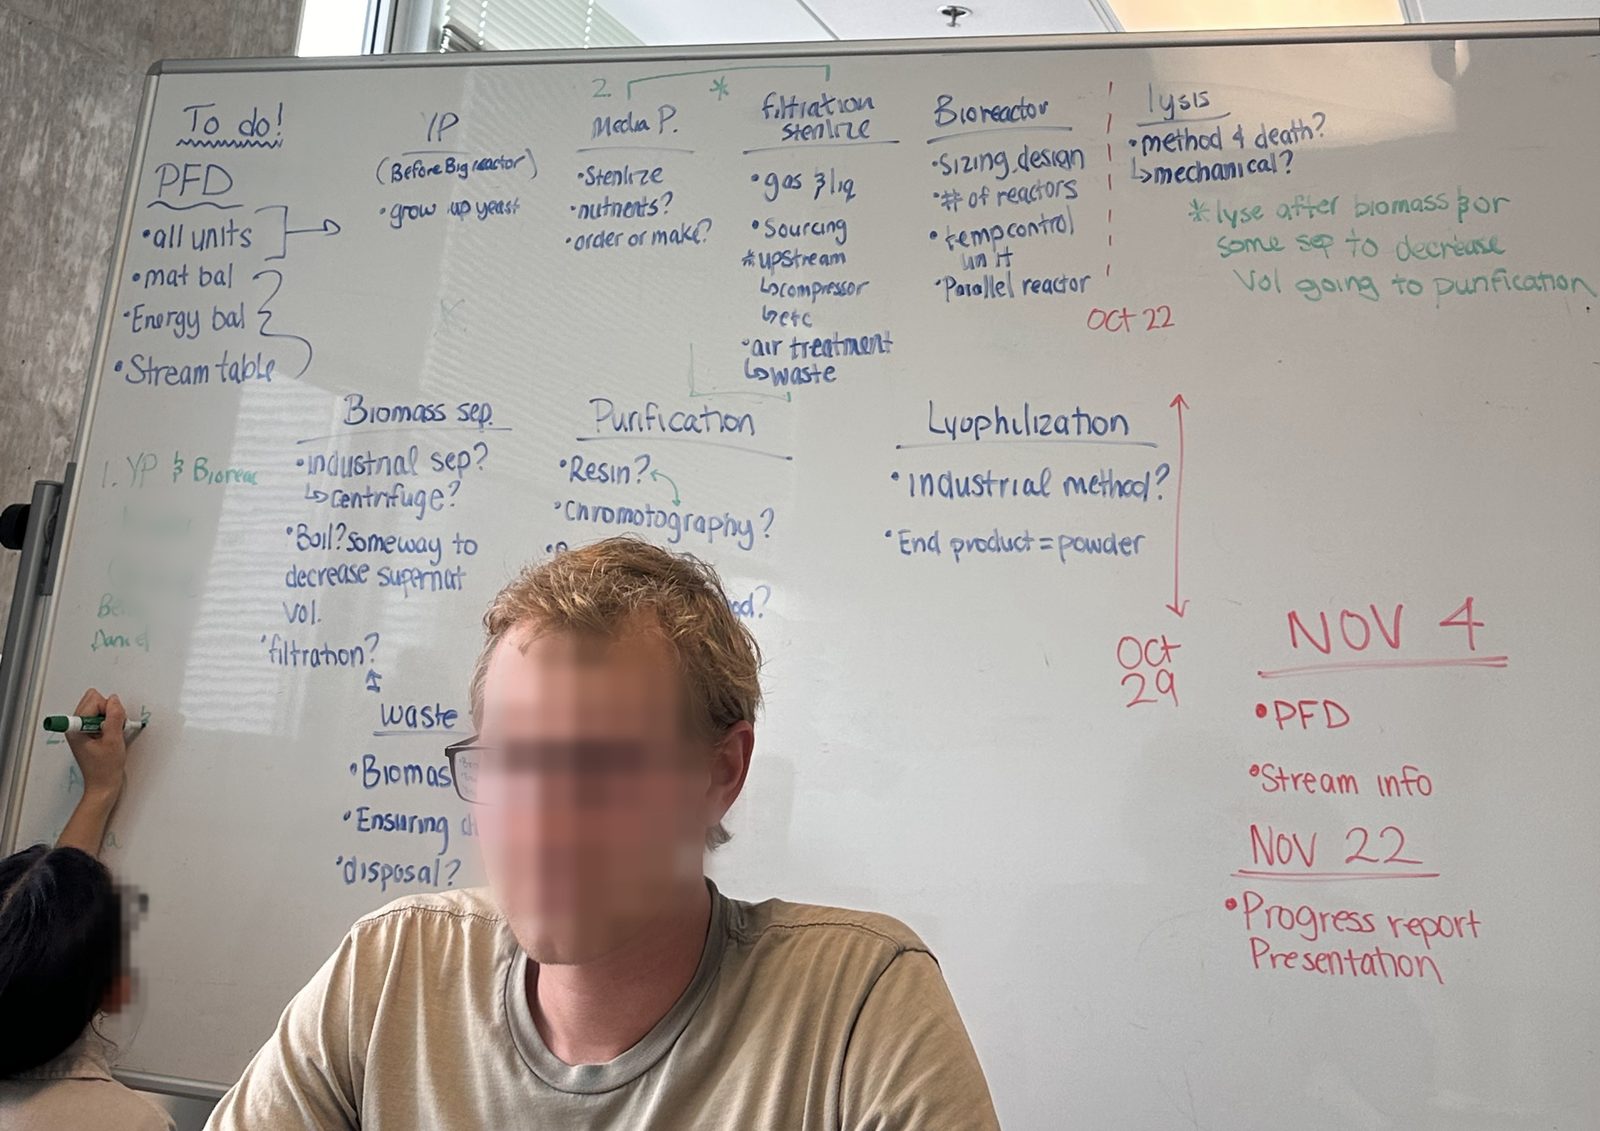 To do!
PFD
•all units
•mat bal
•Energy bal
•Stream table
YP
(Before Big reactor)
•grow up yeast
2.
*
Media P.
•Sterilize
•nutrients?
•order or make?
filtration
sterilize
•gas & liq
•Sourcing
*upstream
↳compressor
↳etc
•air treatment
↳waste
Bioreactor
•Sizing, design
•# of reactors
•temp control
unit
•Parallel reactor
lysis
•method 4 death?
↳mechanical?
*lyse after biomass & or
some sep to decrease
Vol going to purification
Oct 22
Biomass sep.
•industrial sep?
↳centrifuge?
•Boil? someway to
decrease supernat
vol.
•filtration?
Purification
•Resin?
•Chromotography?
Lyophilization
•Industrial method?
•End product = powder
Oct
29
1. YP & Bioreac
Daniel
waste
•Biomas
•Ensuring
•disposal?
NOV 4
•PFD
•Stream info
NOV 22
•Progress report
Presentation